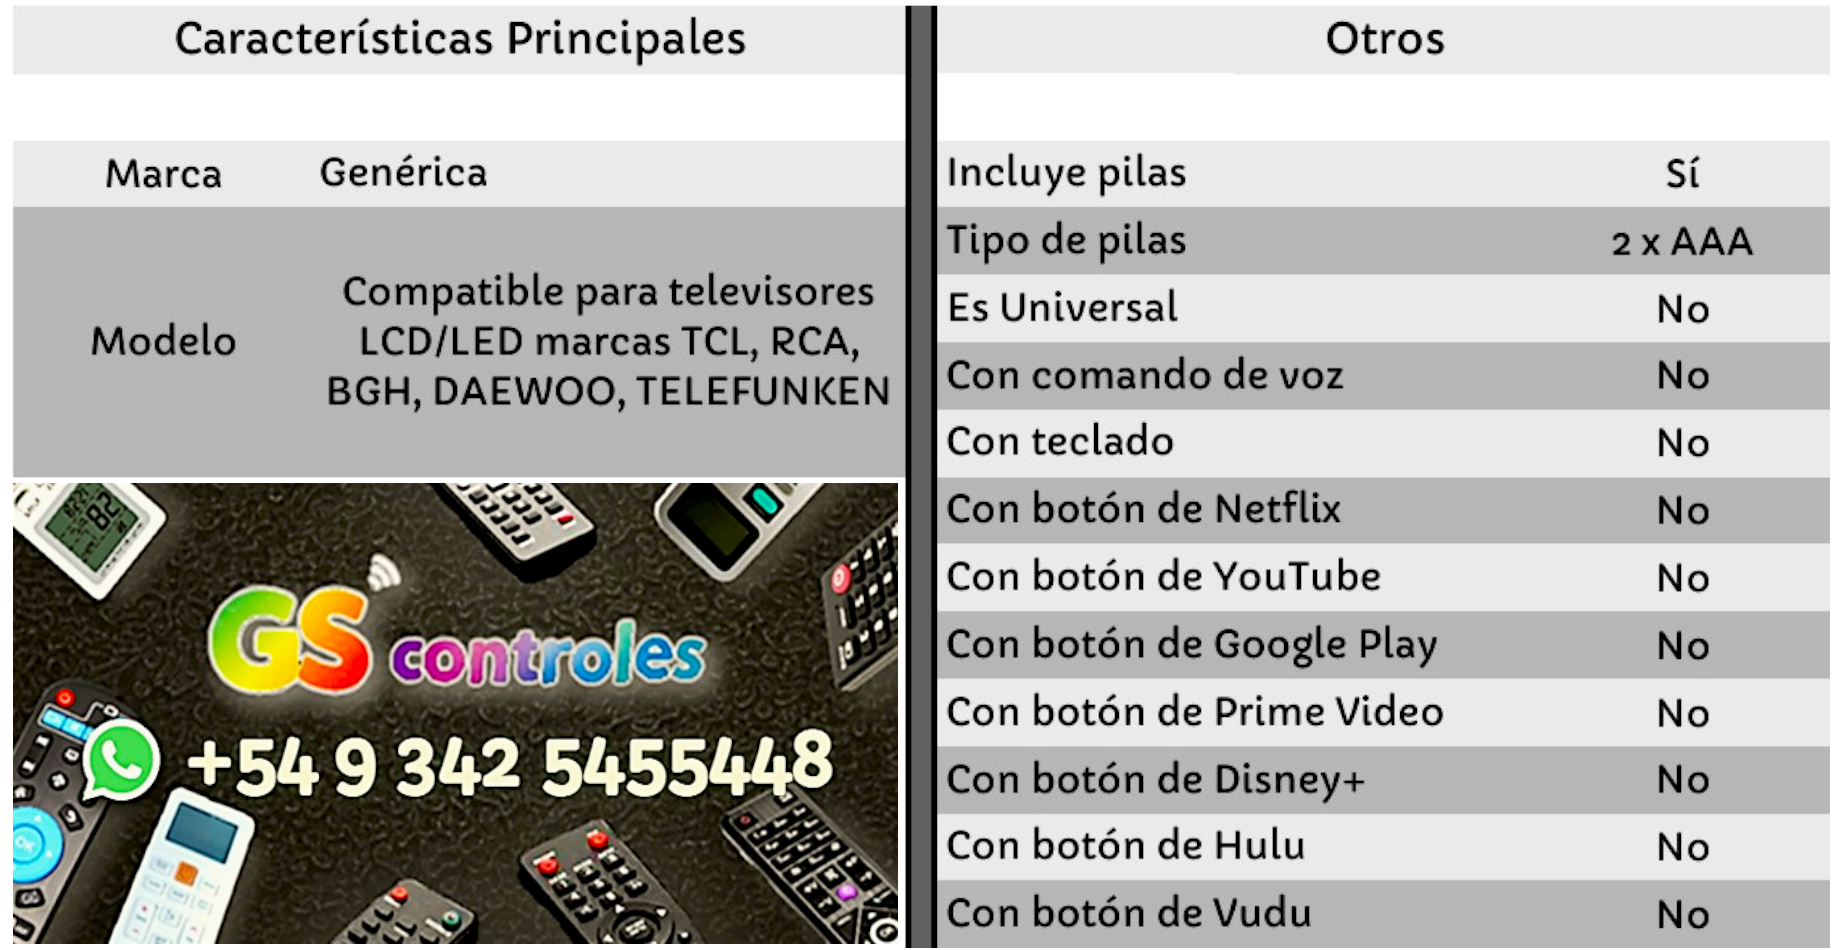 Características Principales
Marca Genérica
Modelo
Compatible para televisores
LCD/LED marcas TCL, RCA,
BGH, DAEWOO, TELEFUNKEN
GS controles
+54 9 342 5455448
Otros
Incluye pilas Sí
Tipo de pilas 2 x AAA
Es Universal No
Con comando de voz No
Con teclado No
Con botón de Netflix No
Con botón de YouTube No
Con botón de Google Play No
Con botón de Prime Video No
Con botón de Disney+ No
Con botón de Hulu No
Con botón de Vudu No